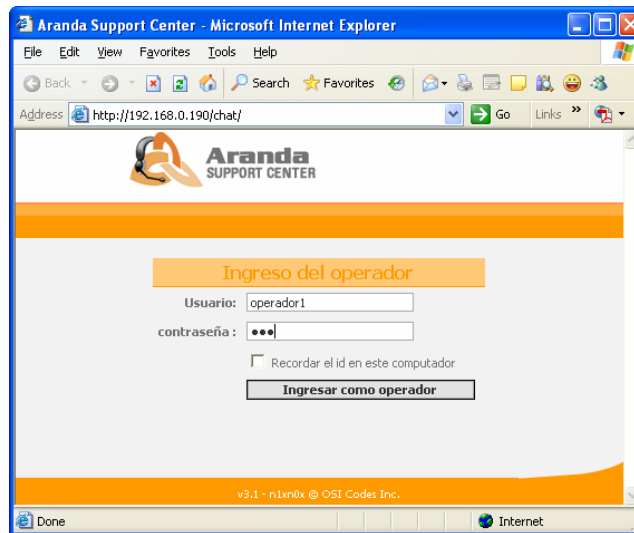 Aranda Support Center - Microsoft Internet Explorer
File Edit View Favorites Tools Help
Back Search Favorites
Address http://192.168.0.190/chat/ Go Links »
Aranda
SUPPORT CENTER
Ingreso del operador
Usuario: operador1
contraseña : ●●●
Recordar el id en este computador
Ingresar como operador
v3.1 - n1xn0x @ OSI Codes Inc.
Done Internet